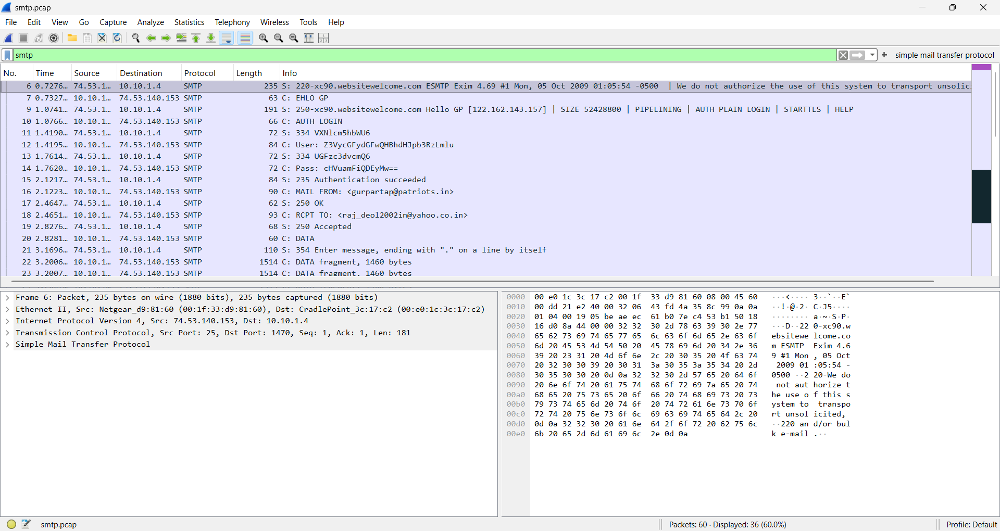 smtp.pcap
File Edit View Go Capture Analyze Statistics Telephony Wireless Tools Help
smtp
simple mail transfer protocol
No. Time Source Destination Protocol Length Info
6 0.7276… 74.53.1… 10.10.1.4 SMTP 235 S: 220-xc90.websitewelcome.com ESMTP Exim 4.69 #1 Mon, 05 Oct 2009 01:05:54 -0500 | We do not authorize the use of this system to transport unsolic
7 0.7327… 10.10.1… 74.53.140.153 SMTP 63 C: EHLO GP
9 1.0741… 74.53.1… 10.10.1.4 SMTP 191 S: 250-xc90.websitewelcome.com Hello GP [122.162.143.157] | SIZE 52428800 | PIPELINING | AUTH PLAIN LOGIN | STARTTLS | HELP
10 1.0766… 10.10.1… 74.53.140.153 SMTP 66 C: AUTH LOGIN
11 1.4190… 74.53.1… 10.10.1.4 SMTP 72 S: 334 VXNlcm5hbWU6
12 1.4195… 10.10.1… 74.53.140.153 SMTP 84 C: User: Z3VycGFydGFwQHBhdHJpb3RzLmlu
13 1.7614… 74.53.1… 10.10.1.4 SMTP 72 S: 334 UGFzc3dvcmQ6
14 1.7620… 10.10.1… 74.53.140.153 SMTP 72 C: Pass: cHVuamFiQDEyMw==
15 2.1217… 74.53.1… 10.10.1.4 SMTP 84 S: 235 Authentication succeeded
16 2.1223… 10.10.1… 74.53.140.153 SMTP 90 C: MAIL FROM: <gurpartap@patriots.in>
17 2.4647… 74.53.1… 10.10.1.4 SMTP 62 S: 250 OK
18 2.4651… 10.10.1… 74.53.140.153 SMTP 93 C: RCPT TO: <raj_deol2002in@yahoo.co.in>
19 2.8276… 74.53.1… 10.10.1.4 SMTP 68 S: 250 Accepted
20 2.8281… 10.10.1… 74.53.140.153 SMTP 60 C: DATA
21 3.1696… 74.53.1… 10.10.1.4 SMTP 110 S: 354 Enter message, ending with "." on a line by itself
22 3.2006… 10.10.1… 74.53.140.153 SMTP 1514 C: DATA fragment, 1460 bytes
23 3.2007… 10.10.1… 74.53.140.153 SMTP 1514 C: DATA fragment, 1460 bytes
Frame 6: Packet, 235 bytes on wire (1880 bits), 235 bytes captured (1880 bits)
Ethernet II, Src: Netgear_d9:81:60 (00:1f:33:d9:81:60), Dst: CradlePoint_3c:17:c2 (00:e0:1c:3c:17:c2)
Internet Protocol Version 4, Src: 74.53.140.153, Dst: 10.10.1.4
Transmission Control Protocol, Src Port: 25, Dst Port: 1470, Seq: 1, Ack: 1, Len: 181
Simple Mail Transfer Protocol
0000 00 e0 1c 3c 17 c2 00 1f 33 d9 81 60 08 00 45 60 ···<···· 3··`··E`
0010 00 dd 21 e2 40 00 32 06 43 fd 4a 35 8c 99 0a 0a ··!·@·2· C·J5····
0020 01 04 00 19 05 be ae ec 61 b0 7e c4 53 b1 50 18 ········ a·~·S·P·
0030 16 d0 8a 44 00 00 32 32 30 2d 78 63 39 30 2e 77 ···D··22 0-xc90.w
0040 65 62 73 69 74 65 77 65 6c 63 6f 6d 65 2e 63 6f ebsitewe lcome.co
0050 6d 20 45 53 4d 54 50 20 45 78 69 6d 20 34 2e 36 m ESMTP Exim 4.6
0060 39 20 23 31 20 4d 6f 6e 2c 20 30 35 20 4f 63 74 9 #1 Mon , 05 Oct
0070 20 32 30 30 39 20 30 31 3a 30 35 3a 35 34 20 2d 2009 01 :05:54 -
0080 30 35 30 30 20 0d 0a 32 32 30 2d 57 65 20 64 6f 0500 ··2 20-We do
0090 20 6e 6f 74 20 61 75 74 68 6f 72 69 7a 65 20 74 not aut horize t
00a0 68 65 20 75 73 65 20 6f 66 20 74 68 69 73 20 73 he use o f this s
00b0 79 73 74 65 6d 20 74 6f 20 74 72 61 6e 73 70 6f ystem to transpo
00c0 72 74 20 75 6e 73 6f 6c 69 63 69 74 65 64 2c 20 rt unsol icited,
00d0 0d 0a 32 32 30 20 61 6e 64 2f 6f 72 20 62 75 6c ··220 an d/or bul
00e0 6b 20 65 2d 6d 61 69 6c 2e 0d 0a k e-mail .··
smtp.pcap
Packets: 60 · Displayed: 36 (60.0%)
Profile: Default